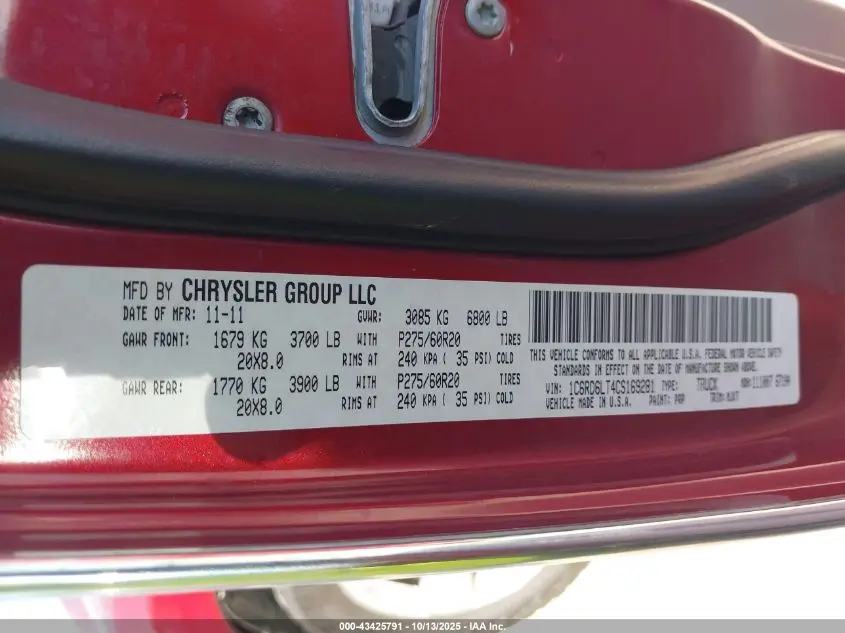 MFD BY CHRYSLER GROUP LLC
DATE OF MFR: 11-11 GVWR: 3085 KG 6800 LB
GAWR FRONT: 1679 KG 3700 LB WITH P275/60R20 TIRES
20X8.0 RIMS AT 240 KPA ( 35 PSI) COLD
GAWR REAR: 1770 KG 3900 LB WITH P275/60R20 TIRES
20X8.0 RIMS AT 240 KPA ( 35 PSI) COLD
THIS VEHICLE CONFORMS TO ALL APPLICABLE U.S.A. FEDERAL MOTOR VEHICLE SAFETY
STANDARDS IN EFFECT ON THE DATE OF MANUFACTURE SHOWN ABOVE.
VIN: 1C6RD6LT4CS169281 TYPE: TRUCK MDH:
VEHICLE MADE IN U.S.A. PAINT: PRP TRIM:
000-43425791 - 10/13/2025 - IAA Inc.